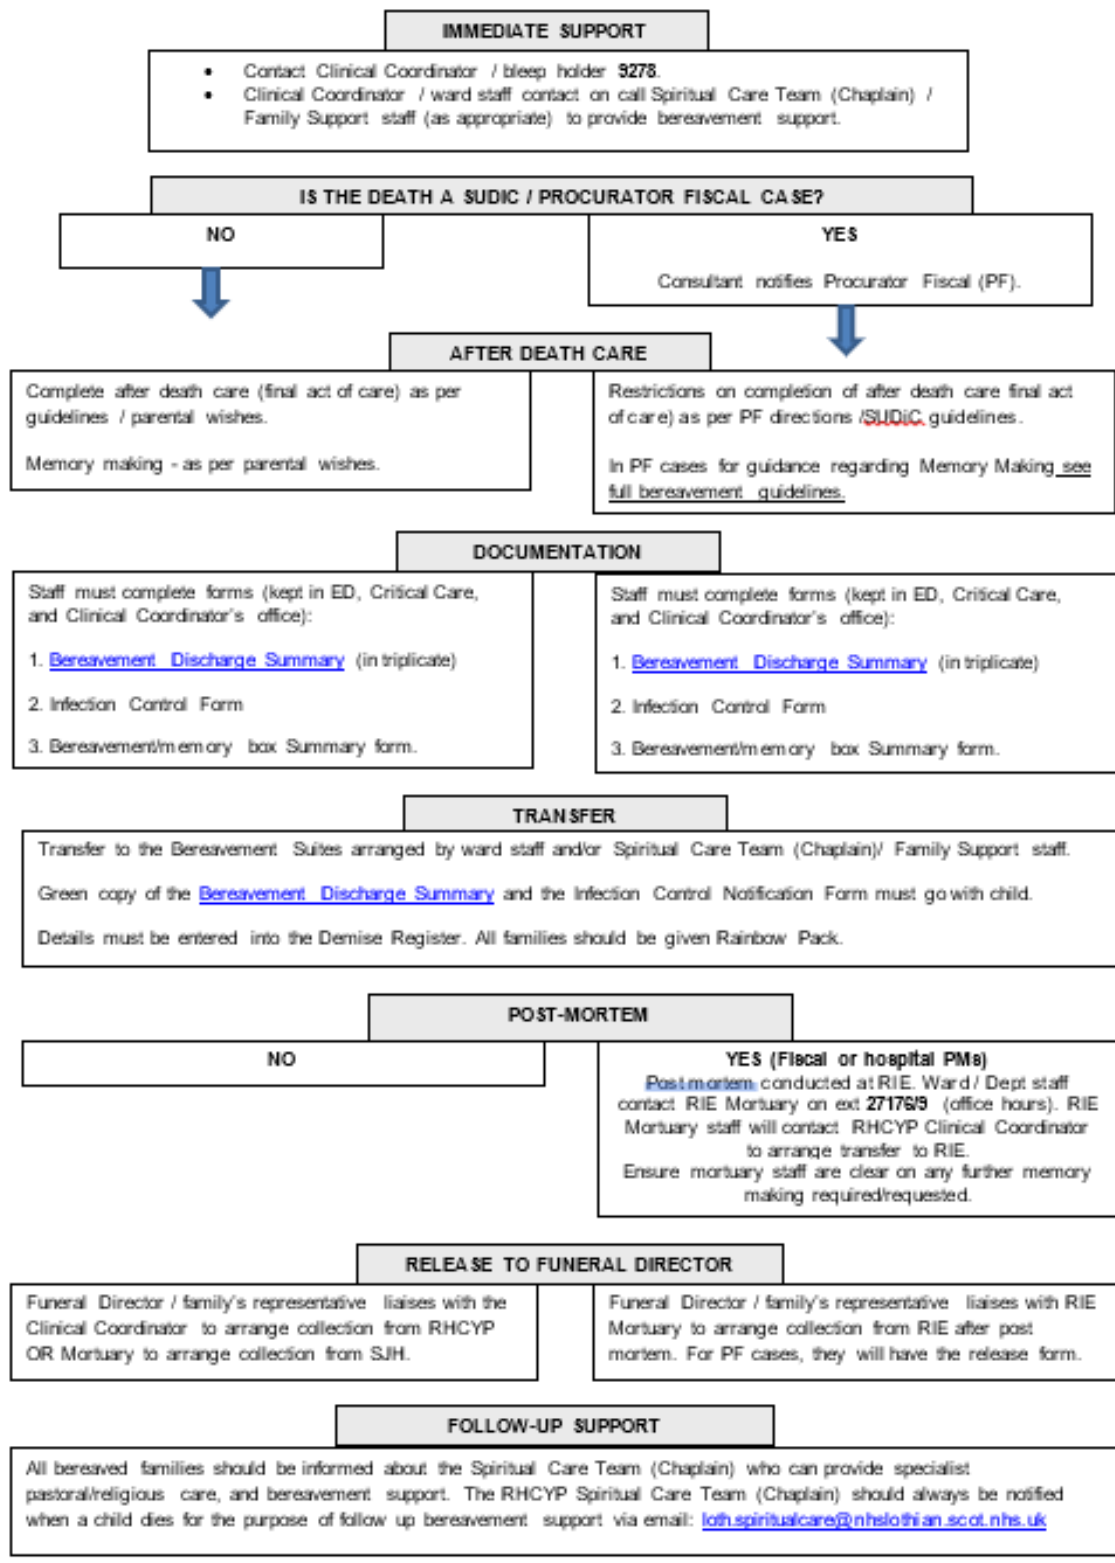 IMMEDIATE SUPPORT
• Contact Clinical Coordinator / bleep holder 9278.
• Clinical Coordinator / ward staff contact on call Spiritual Care Team (Chaplain) /
Family Support staff (as appropriate) to provide bereavement support.
IS THE DEATH A SUDIC / PROCURATOR FISCAL CASE?
NO
YES
Consultant notifies Procurator Fiscal (PF).
AFTER DEATH CARE
Complete after death care (final act of care) as per
guidelines / parental wishes.
Memory making - as per parental wishes.
Restrictions on completion of after death care final act
of care) as per PF directions /SUDiC guidelines.
In PF cases for guidance regarding Memory Making see
full bereavement guidelines.
DOCUMENTATION
Staff must complete forms (kept in ED, Critical Care,
and Clinical Coordinator's office):
1. Bereavement Discharge Summary (in triplicate)
2. Infection Control Form
3. Bereavement/memory box Summary form.
Staff must complete forms (kept in ED, Critical Care,
and Clinical Coordinator's office):
1. Bereavement Discharge Summary (in triplicate)
2. Infection Control Form
3. Bereavement/memory box Summary form.
TRANSFER
Transfer to the Bereavement Suites arranged by ward staff and/or Spiritual Care Team (Chaplain)/ Family Support staff.
Green copy of the Bereavement Discharge Summary and the Infection Control Notification Form must go with child.
Details must be entered into the Demise Register. All families should be given Rainbow Pack.
POST-MORTEM
NO
YES (Fiscal or hospital PMs)
Post mortem conducted at RIE. Ward / Dept staff
contact RIE Mortuary on ext 27176/9 (office hours). RIE
Mortuary staff will contact RHCYP Clinical Coordinator
to arrange transfer to RIE.
Ensure mortuary staff are clear on any further memory
making required/requested.
RELEASE TO FUNERAL DIRECTOR
Funeral Director / family's representative liaises with the
Clinical Coordinator to arrange collection from RHCYP
OR Mortuary to arrange collection from SJH.
Funeral Director / family's representative liaises with RIE
Mortuary to arrange collection from RIE after post
mortem. For PF cases, they will have the release form.
FOLLOW-UP SUPPORT
All bereaved families should be informed about the Spiritual Care Team (Chaplain) who can provide specialist
pastoral/religious care, and bereavement support. The RHCYP Spiritual Care Team (Chaplain) should always be notified
when a child dies for the purpose of follow up bereavement support via email: loth.spiritualcare@nhslothian.scot.nhs.uk